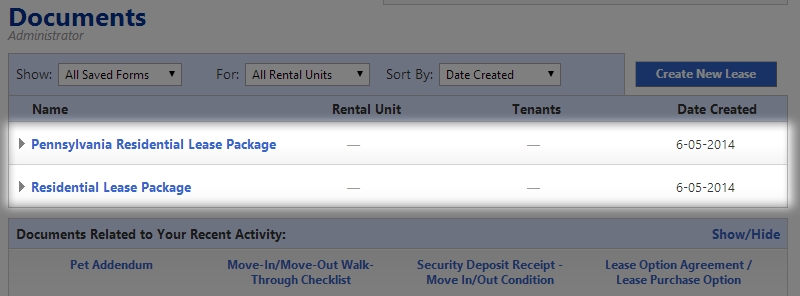 Documents
Administrator
Show: All Saved Forms For: All Rental Units Sort By: Date Created Create New Lease
Name Rental Unit Tenants Date Created
Pennsylvania Residential Lease Package — — 6-05-2014
Residential Lease Package — — 6-05-2014
Documents Related to Your Recent Activity: Show/Hide
Pet Addendum Move-In/Move-Out Walk- Security Deposit Receipt - Lease Option Agreement /
Through Checklist Move In/Out Condition Lease Purchase Option